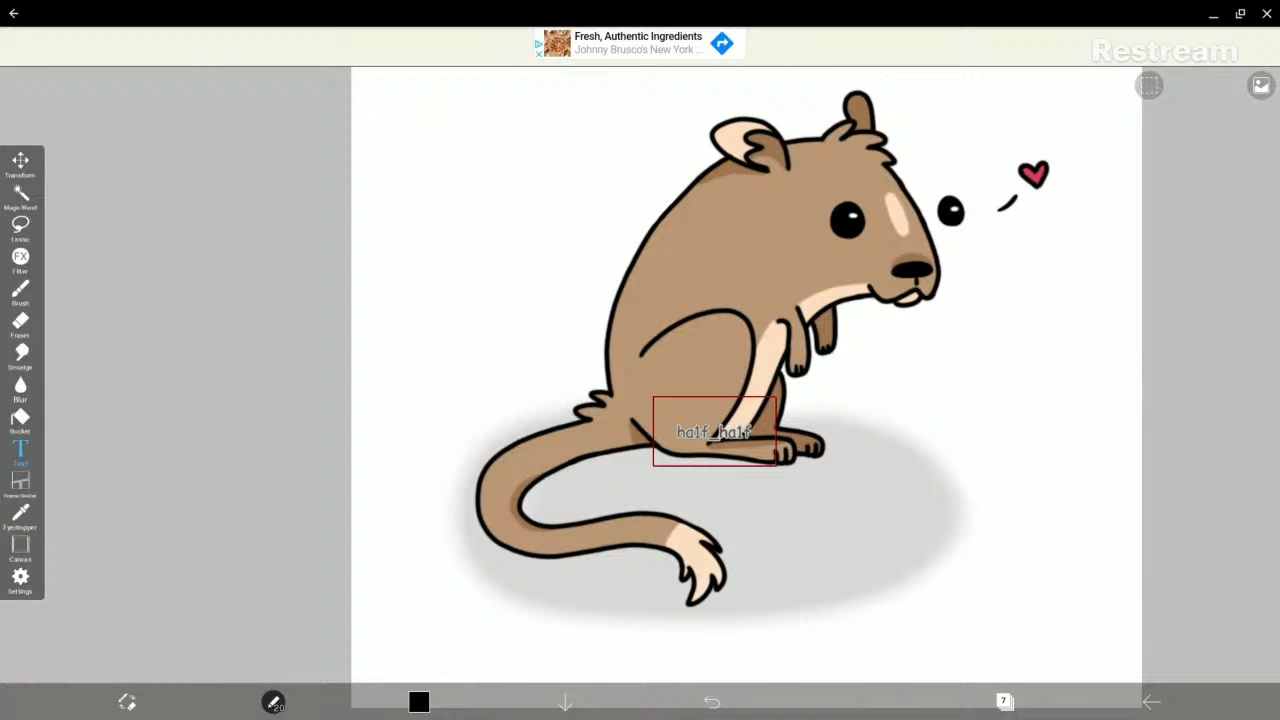 Fresh, Authentic Ingredients
Johnny Brusco's New York ...
Restream
Transform
Magic Wand
Lasso
FX
Filter
Brush
Eraser
Smudge
Blur
Bucket
T
Text
Frame Divider
Eyedropper
Canvas
Settings
half_half
20
7